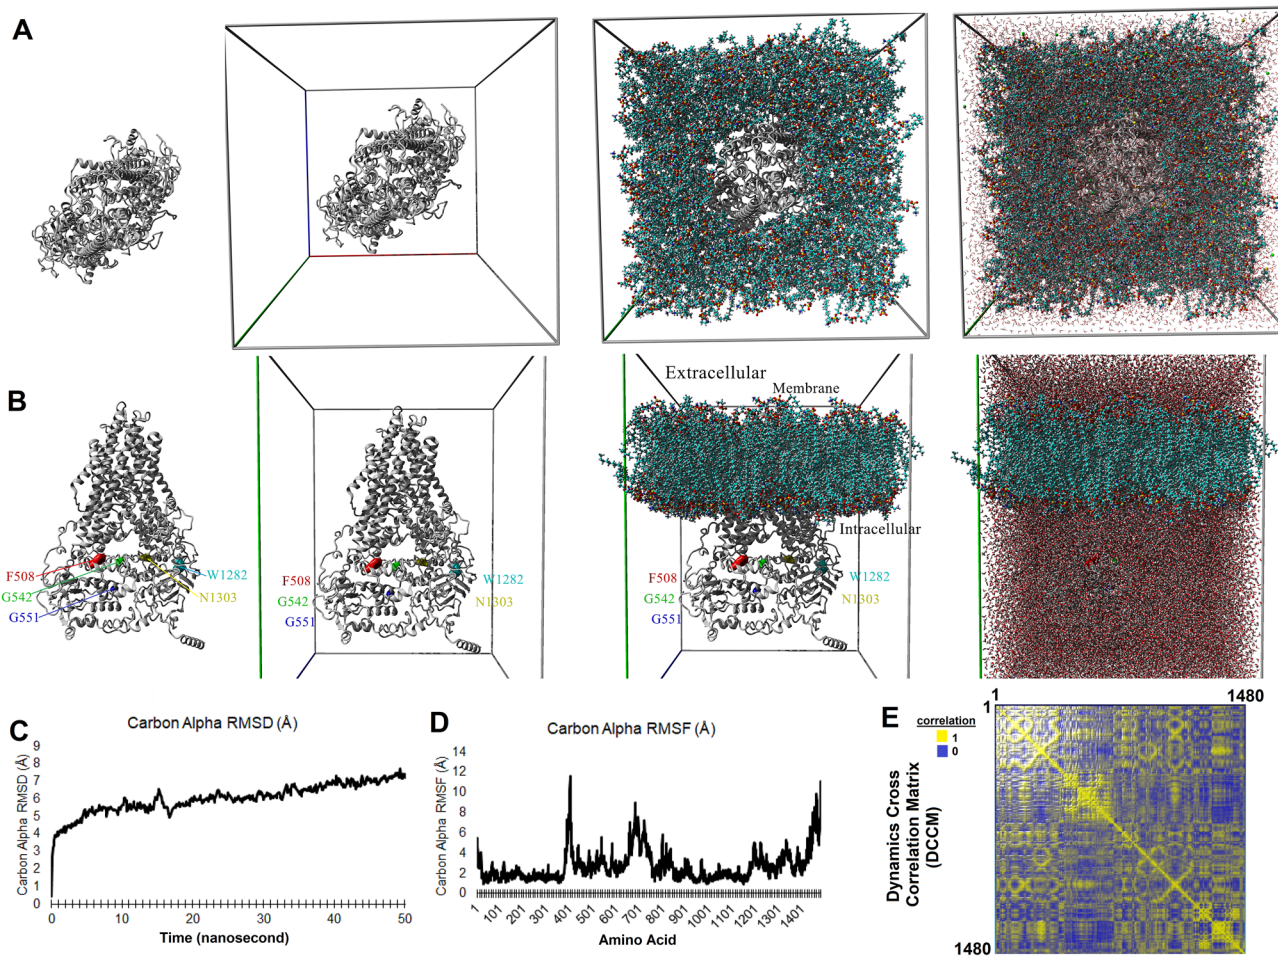 A
B
Extracellular
Membrane
Intracellular
F508
G542
G551
W1282
N1303
F508
G542
G551
W1282
N1303
F508
G542
G551
W1282
N1303
C
Carbon Alpha RMSD (Å)
Carbon Alpha RMSD (Å)
9
8
7
6
5
4
3
2
1
0
0 10 20 30 40 50
Time (nanosecond)
D
Carbon Alpha RMSF (Å)
Carbon Alpha RMSF (Å)
14
12
10
8
6
4
2
0
1 101 201 301 401 501 601 701 801 901 1001 1101 1201 1301 1401
Amino Acid
E
correlation
1
0
1 1480
1
1480
Dynamics Cross
Correlation Matrix
(DCCM)